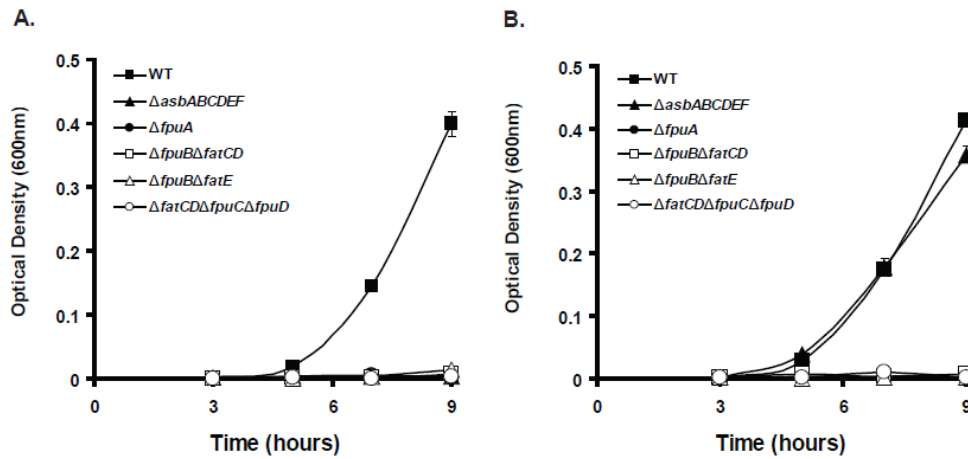 A.
0.5
0.4
0.3
0.2
0.1
0
Optical Density (600nm)
WT
ΔasbABCDEF
ΔfpuA
ΔfpuBΔfatCD
ΔfpuBΔfatE
ΔfatCDΔfpuCΔfpuD
0 3 6 9
Time (hours)
B.
0.5
0.4
0.3
0.2
0.1
0
Optical Density (600nm)
WT
ΔasbABCDEF
ΔfpuA
ΔfpuBΔfatCD
ΔfpuBΔfatE
ΔfatCDΔfpuCΔfpuD
0 3 6 9
Time (hours)